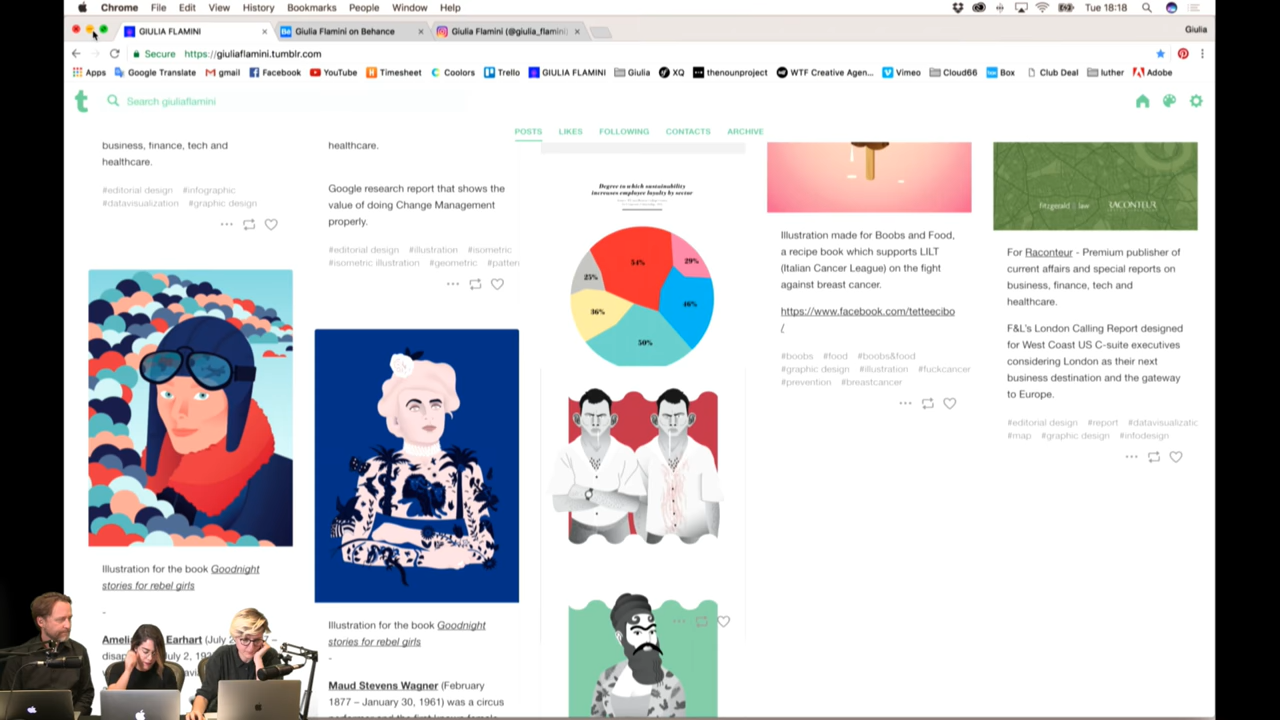 Chrome File Edit View History Bookmarks People Window Help Tue 18:18
GIULIA FLAMINI
Giulia Flamini on Behance
Giulia Flamini (@giulia_flamini)
Giulia
Secure https://giuliaflamini.tumblr.com
Apps Google Translate gmail Facebook YouTube Timesheet Coolors Trello GIULIA FLAMINI Giulia XQ thenounproject WTF Creative Agen... Vimeo Cloud66 Box Club Deal luther Adobe
Search giuliaflamini
POSTS LIKES FOLLOWING CONTACTS ARCHIVE
business, finance, tech and
healthcare.
#editorial design #infographic
#datavisualization #graphic design
Illustration for the book Goodnight
stories for rebel girls
-
Earhart (July
July 2,
healthcare.
Google research report that shows the
value of doing Change Management
properly.
#editorial design #illustration #isometric
#isometric illustration #geometric #patten
Illustration for the book Goodnight
stories for rebel girls
-
Maud Stevens Wagner (February
1877 – January 30, 1961) was a circus
Degree to which sustainability
increases employee loyalty by sector
54%
29%
46%
50%
36%
25%
Illustration made for Boobs and Food,
a recipe book which supports LILT
(Italian Cancer League) on the fight
against breast cancer.
https://www.facebook.com/tetteecibo
/
#boobs #food #boobs&food
#graphic design #illustration #fuckcancer
#prevention #breastcancer
fitzgerald law RACONTEUR
For Raconteur - Premium publisher of
current affairs and special reports on
business, finance, tech and
healthcare.
F&L's London Calling Report designed
for West Coast US C-suite executives
considering London as their next
business destination and the gateway
to Europe.
#editorial design #report #datavisualizatic
#map #graphic design #infodesign